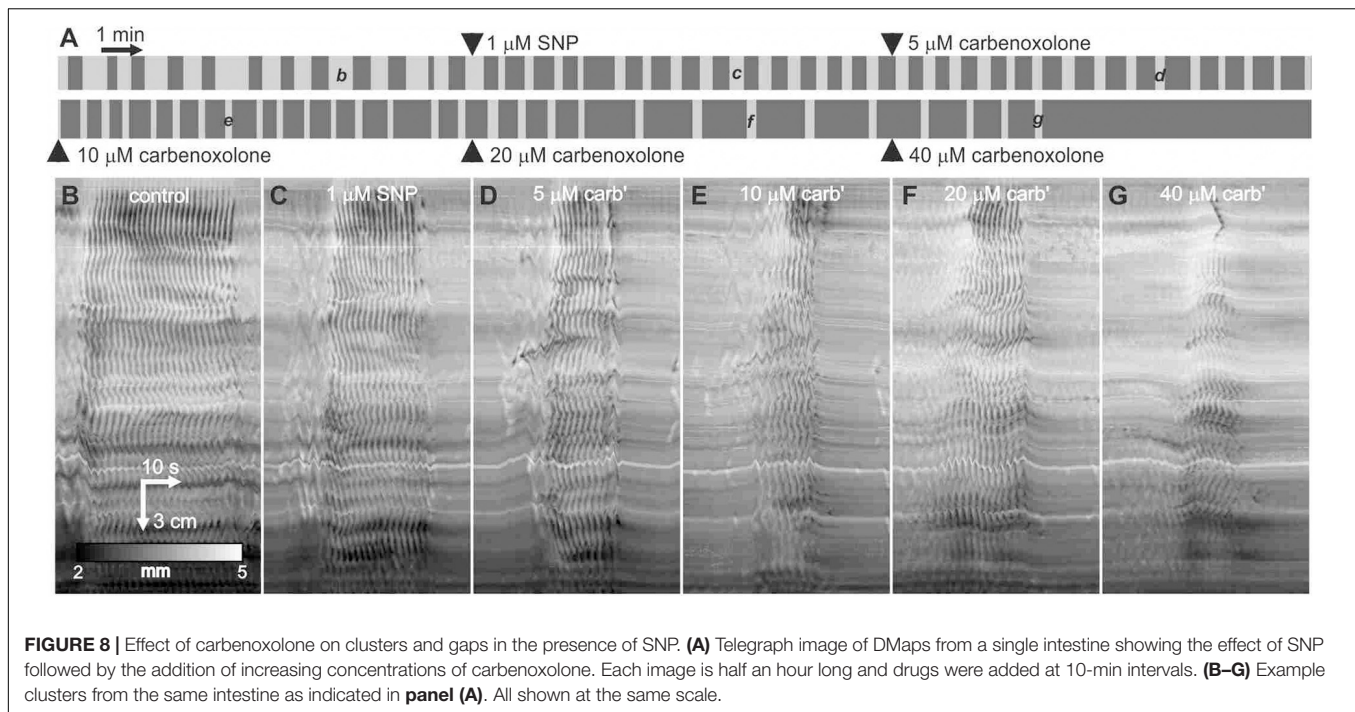 A
1 min
1 μM SNP
5 μM carbenoxolone
b
c
d
e
f
g
10 μM carbenoxolone
20 μM carbenoxolone
40 μM carbenoxolone
B control
C 1 μM SNP
D 5 μM carb'
E 10 μM carb'
F 20 μM carb'
G 40 μM carb'
10 s
3 cm
2 mm 5
FIGURE 8 | Effect of carbenoxolone on clusters and gaps in the presence of SNP. (A) Telegraph image of DMaps from a single intestine showing the effect of SNP
followed by the addition of increasing concentrations of carbenoxolone. Each image is half an hour long and drugs were added at 10-min intervals. (B–G) Example
clusters from the same intestine as indicated in panel (A). All shown at the same scale.